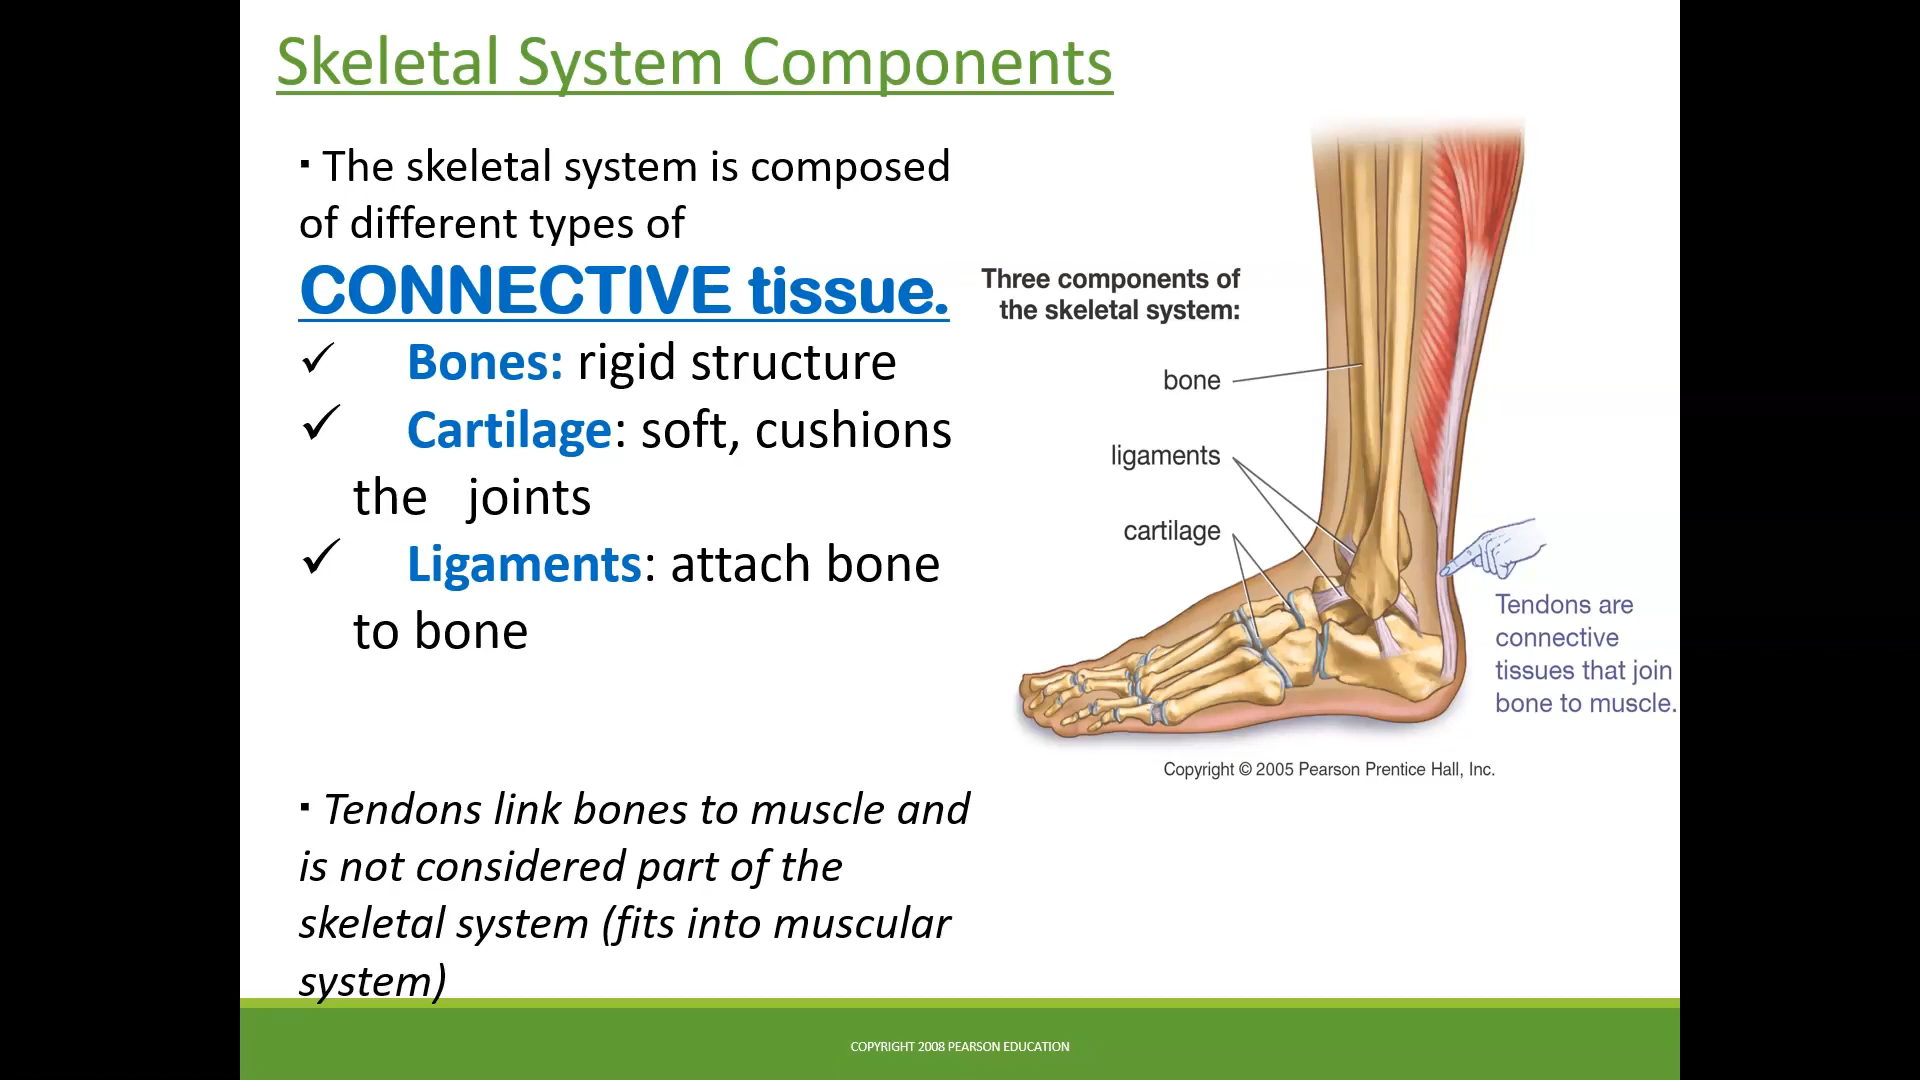 Skeletal System Components
▪ The skeletal system is composed
of different types of
CONNECTIVE tissue.
✓ Bones: rigid structure
✓ Cartilage: soft, cushions
the joints
✓ Ligaments: attach bone
to bone
▪ Tendons link bones to muscle and
is not considered part of the
skeletal system (fits into muscular
system)
Three components of
the skeletal system:
bone
ligaments
cartilage
Tendons are
connective
tissues that join
bone to muscle.
Copyright © 2005 Pearson Prentice Hall, Inc.
COPYRIGHT 2008 PEARSON EDUCATION